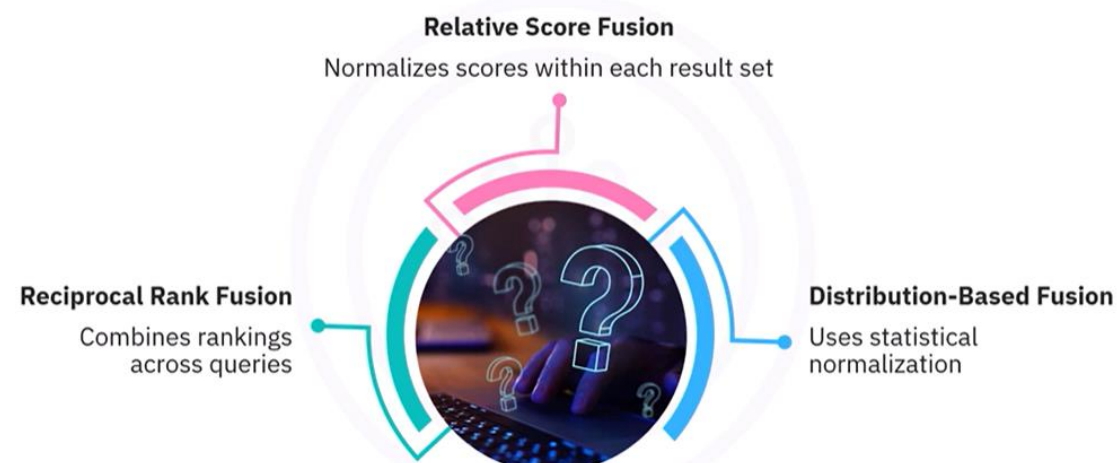 Relative Score Fusion
Normalizes scores within each result set
Reciprocal Rank Fusion
Combines rankings
across queries
Distribution-Based Fusion
Uses statistical
normalization